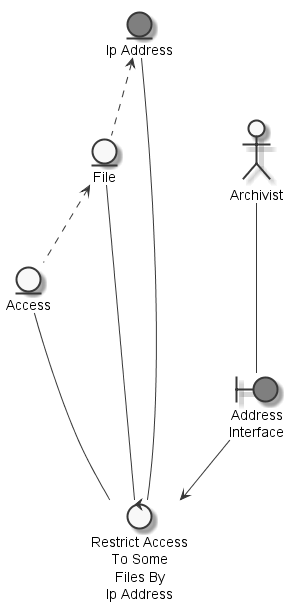 Ip Address
File
Archivist
Access
Address
Interface
Restrict Access
To Some
Files By
Ip Address